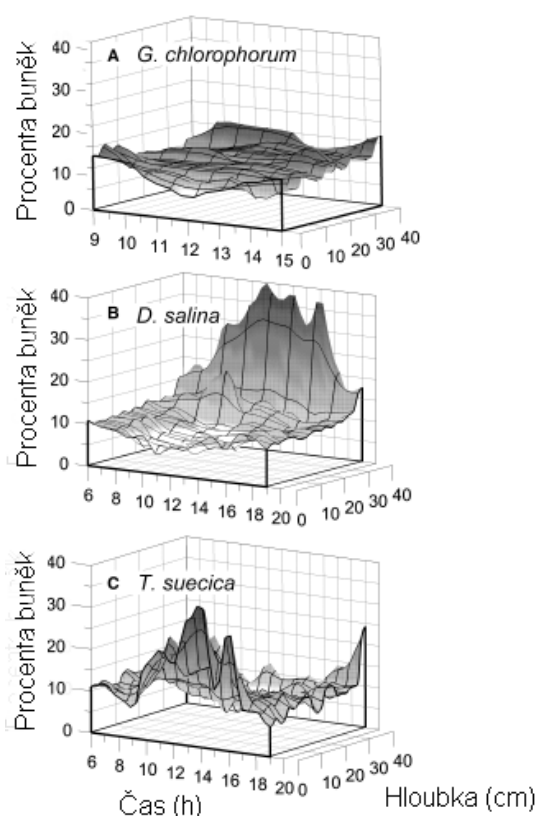 A G. chlorophorum
Procenta buněk
40
30
20
10
0
9 10 11 12 13 14 15
0 10 20 30 40
B D. salina
Procenta buněk
40
30
20
10
0
6 8 10 12 14 16 18 20
0 10 20 30 40
C T. suecica
Procenta buněk
40
30
20
10
0
6 8 10 12 14 16 18 20
0 10 20 30 40
Čas (h)
Hloubka (cm)